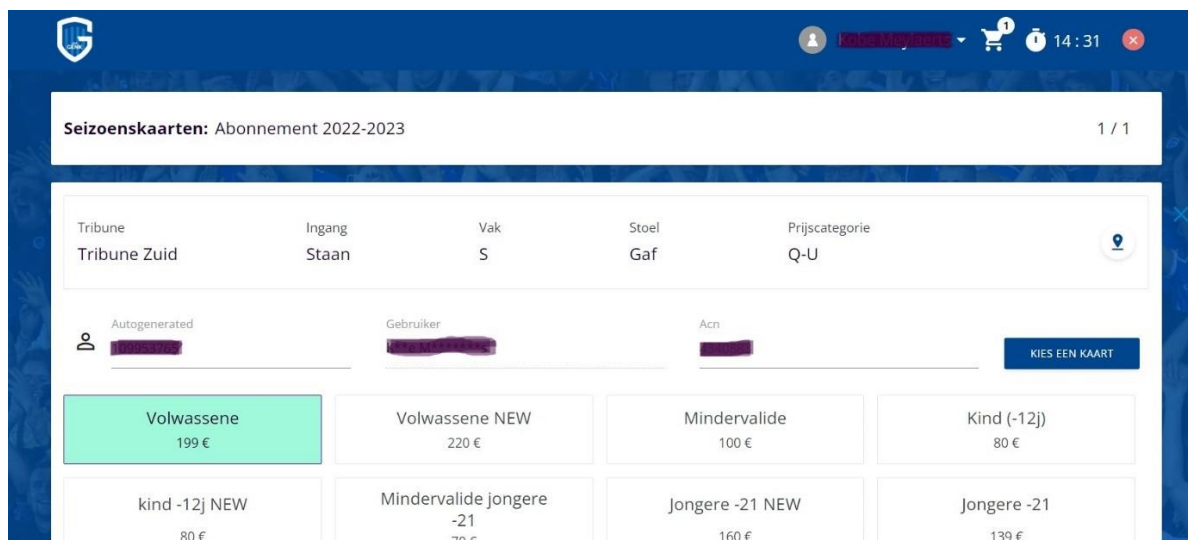 GENK
1
14 : 31
Seizoenskaarten: Abonnement 2022-2023
1 / 1
Tribune
Ingang
Vak
Stoel
Prijscategorie
Tribune Zuid
Staan
S
Gaf
Q-U
Autogenerated
Gebruiker
Acn
KIES EEN KAART
Volwassene
199 €
Volwassene NEW
220 €
Mindervalide
100 €
Kind (-12j)
80 €
kind -12j NEW
80 €
Mindervalide jongere
-21
Jongere -21 NEW
160 €
Jongere -21
139 €